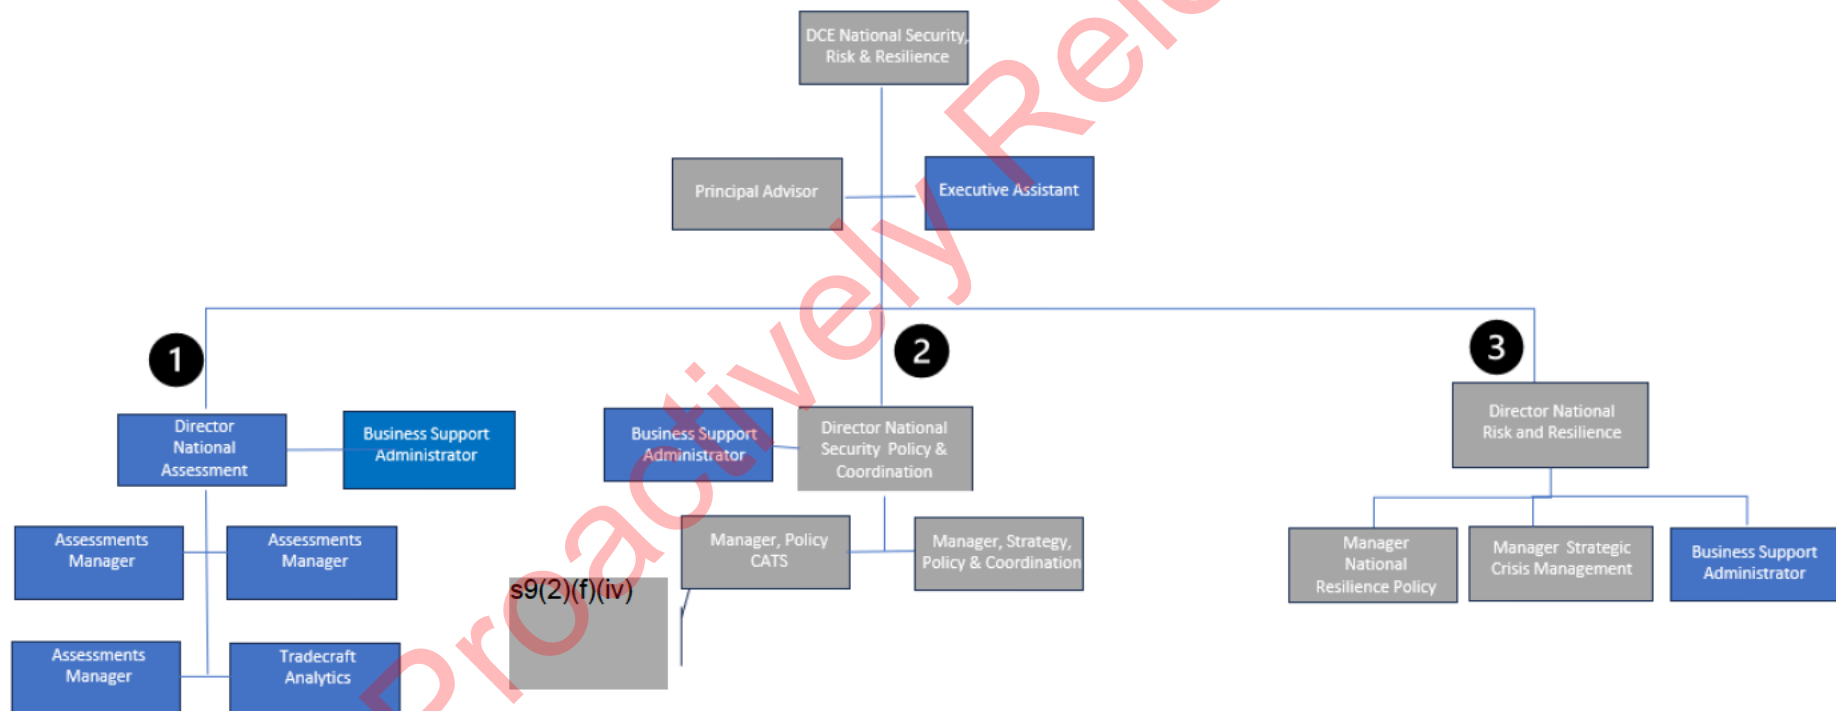 DCE National Security,
Risk & Resilience
Principal Advisor
Executive Assistant
1
2
3
Director
National
Assessment
Business Support
Administrator
Business Support
Administrator
Director National
Security Policy &
Coordination
Director National
Risk and Resilience
Assessments
Manager
Assessments
Manager
Manager, Policy
CATS
Manager, Strategy,
Policy & Coordination
Manager
National
Resilience Policy
Manager Strategic
Crisis Management
Business Support
Administrator
s9(2)(f)(iv)
Assessments
Manager
Tradecraft
Analytics
Proactively Rele